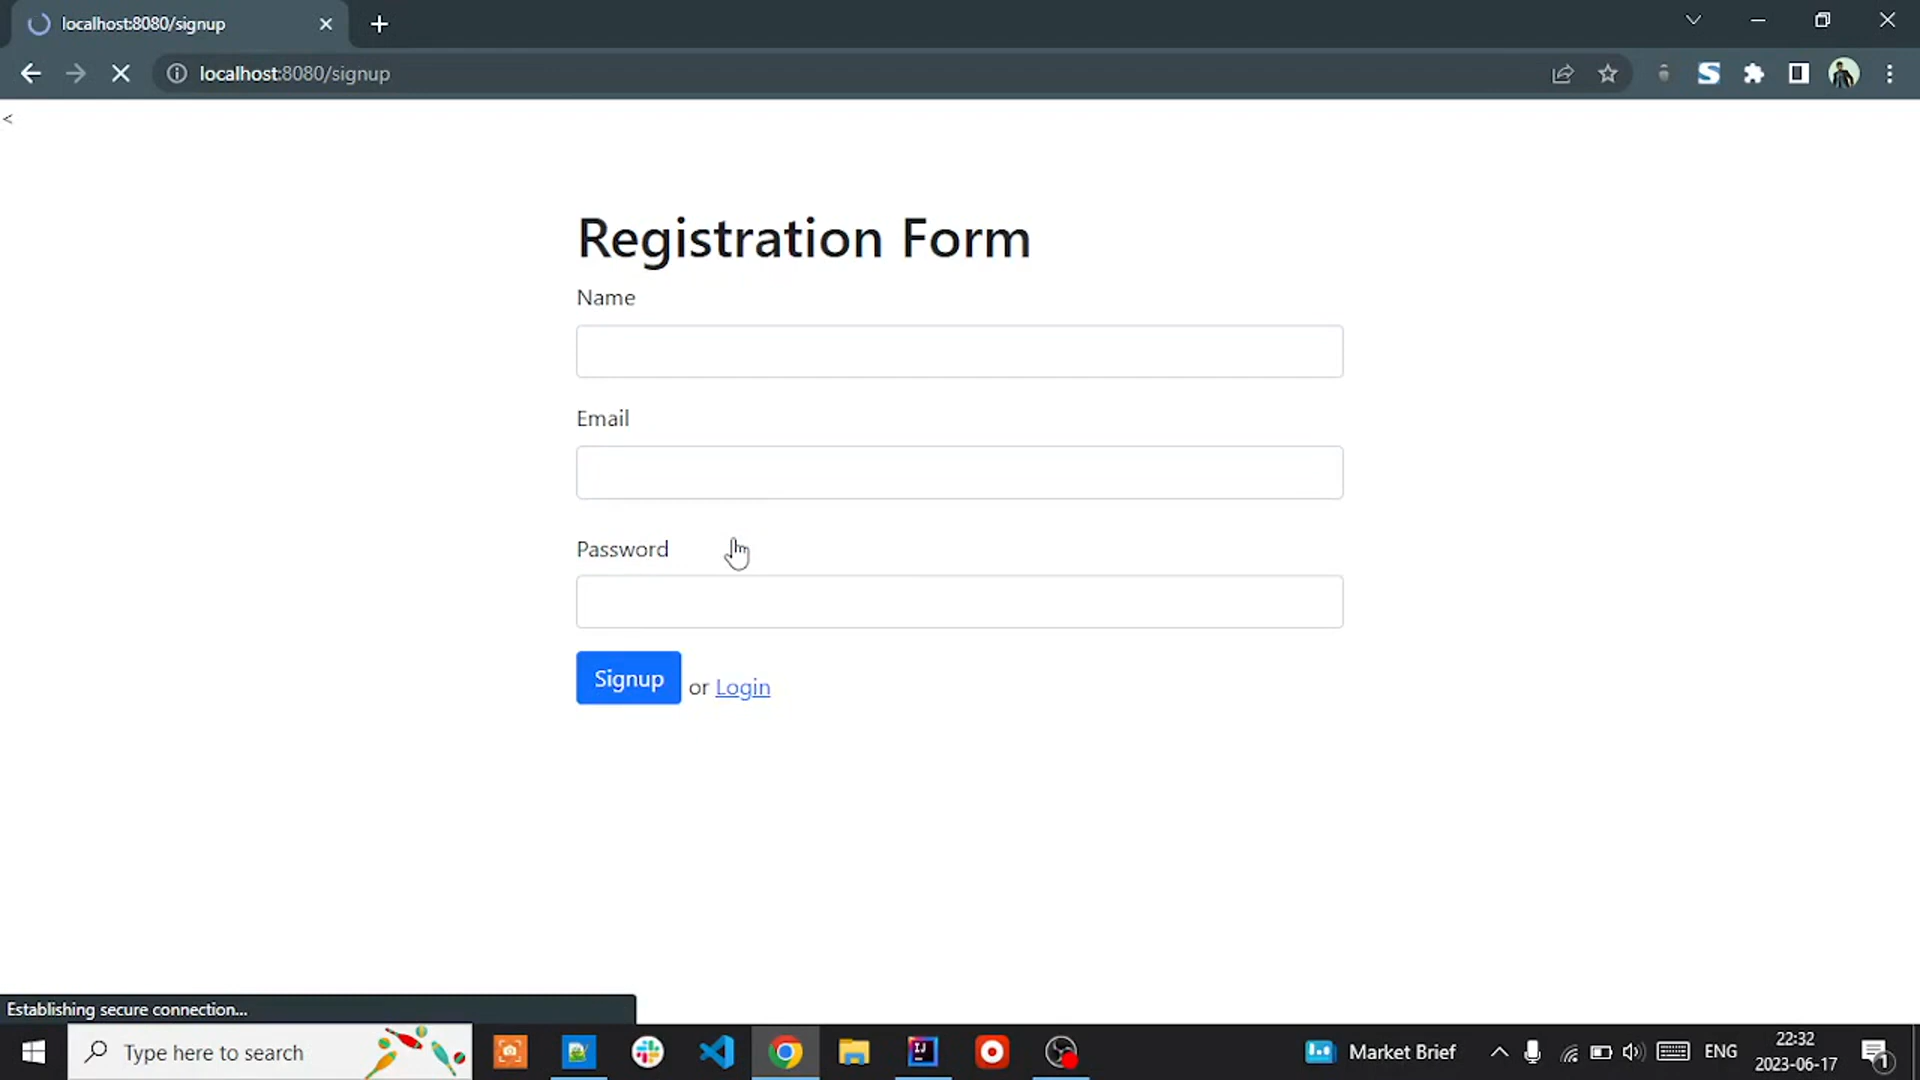 localhost:8080/signup
localhost:8080/signup
<
Registration Form
Name
Email
Password
Signup or Login
Establishing secure connection...
Type here to search
Market Brief
ENG
22:32
2023-06-17
1